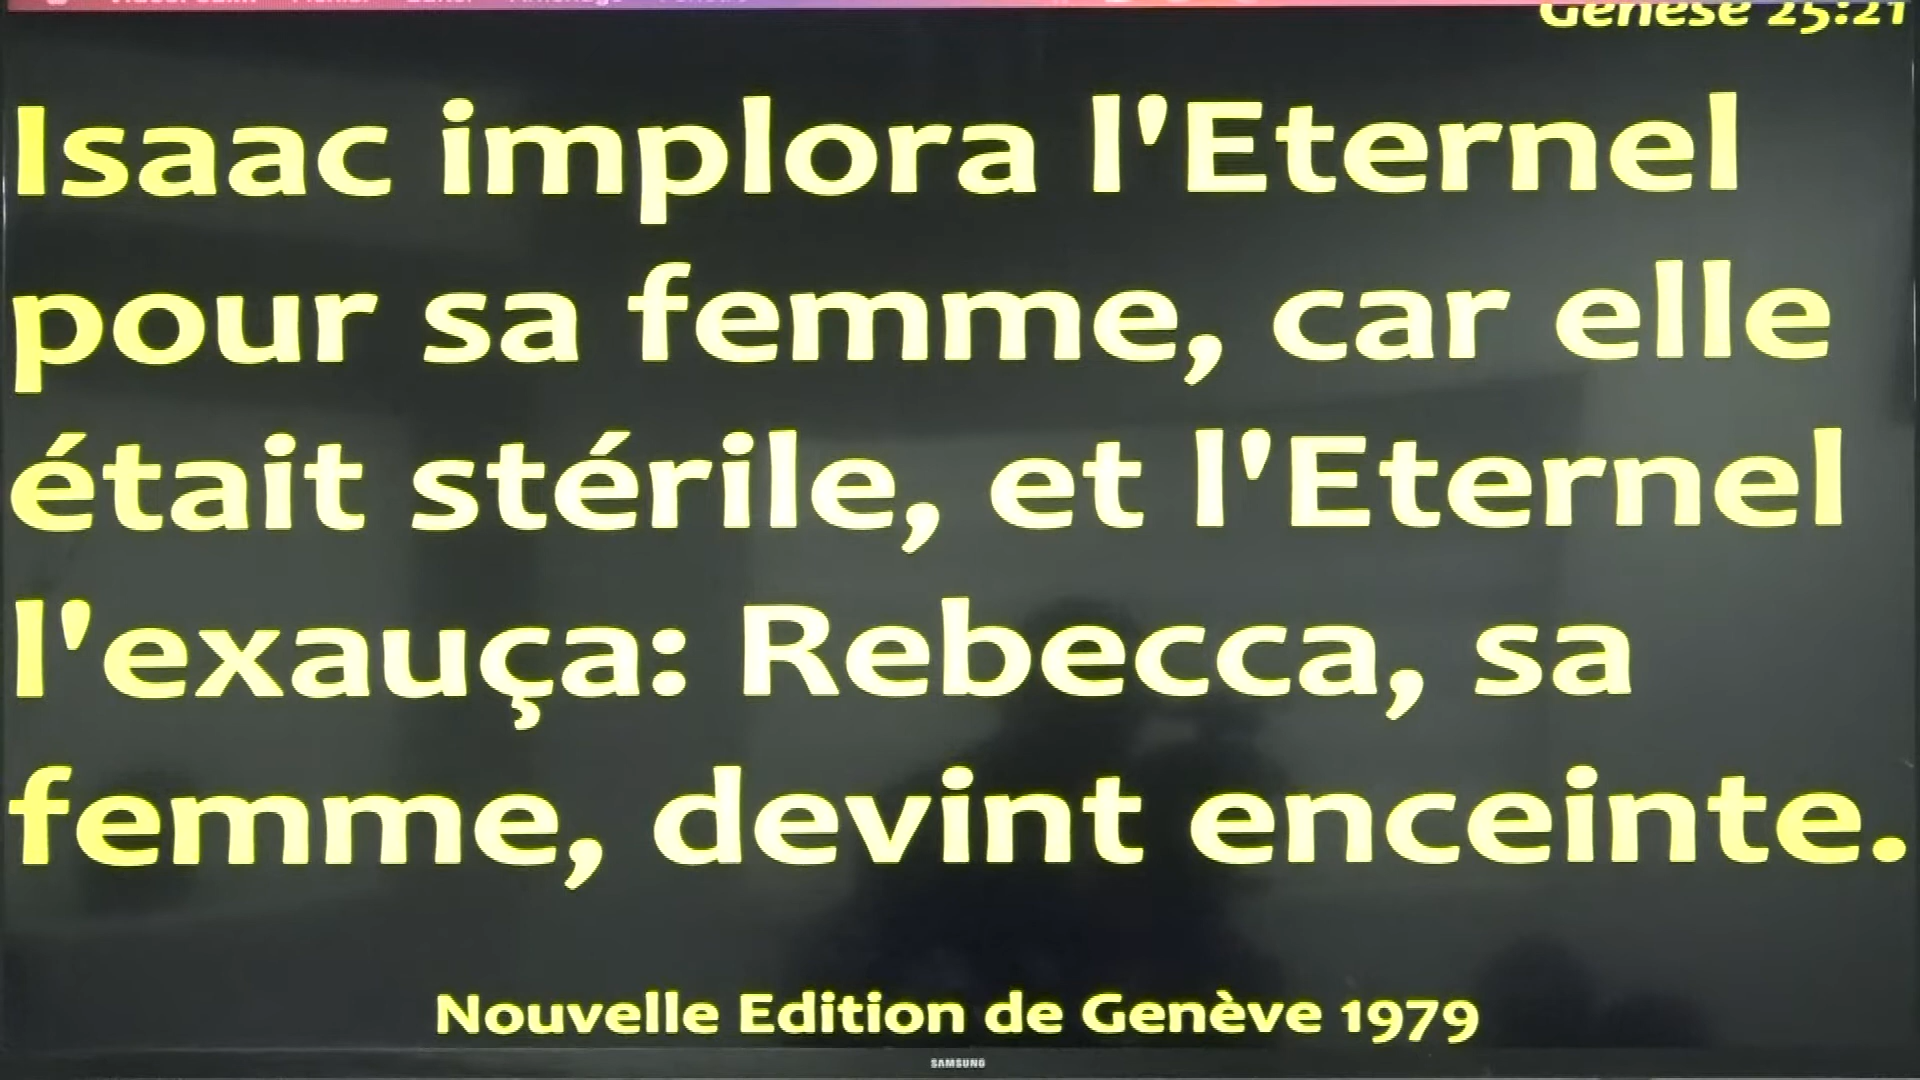 Genèse 25:21
Isaac implora l'Eternel
pour sa femme, car elle
était stérile, et l'Eternel
l'exauça: Rebecca, sa
femme, devint enceinte.
Nouvelle Edition de Genève 1979
SAMSUNG